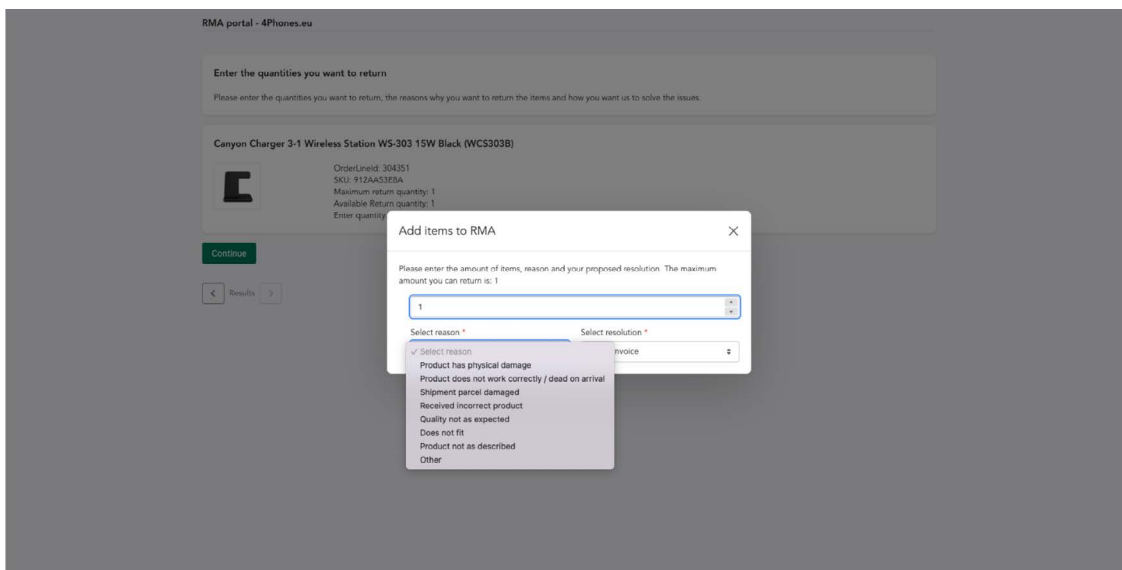 RMA portal - 4Phones.eu
Enter the quantities you want to return
Please enter the quantities you want to return, the reasons why you want to return the items and how you want us to solve the issues.
Canyon Charger 3-1 Wireless Station WS-303 15W Black (WCS303B)
OrderLineId: 304351
SKU: 912AA53E8A
Maximum return quantity: 1
Available Return quantity: 1
Enter quantity
Continue
Results
Add items to RMA
Please enter the amount of items, reason and your proposed resolution. The maximum
amount you can return is: 1
1
Select reason * Select resolution *
nvoice
✓ Select reason
Product has physical damage
Product does not work correctly / dead on arrival
Shipment parcel damaged
Received incorrect product
Quality not as expected
Does not fit
Product not as described
Other